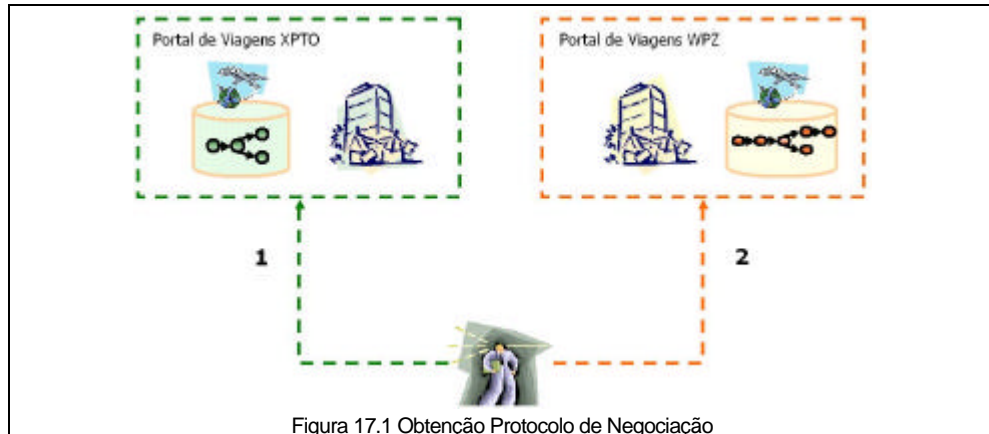 Portal de Viagens XPTO
Portal de Viagens WPZ
1
2
Figura 17.1 Obtenção Protocolo de Negociação